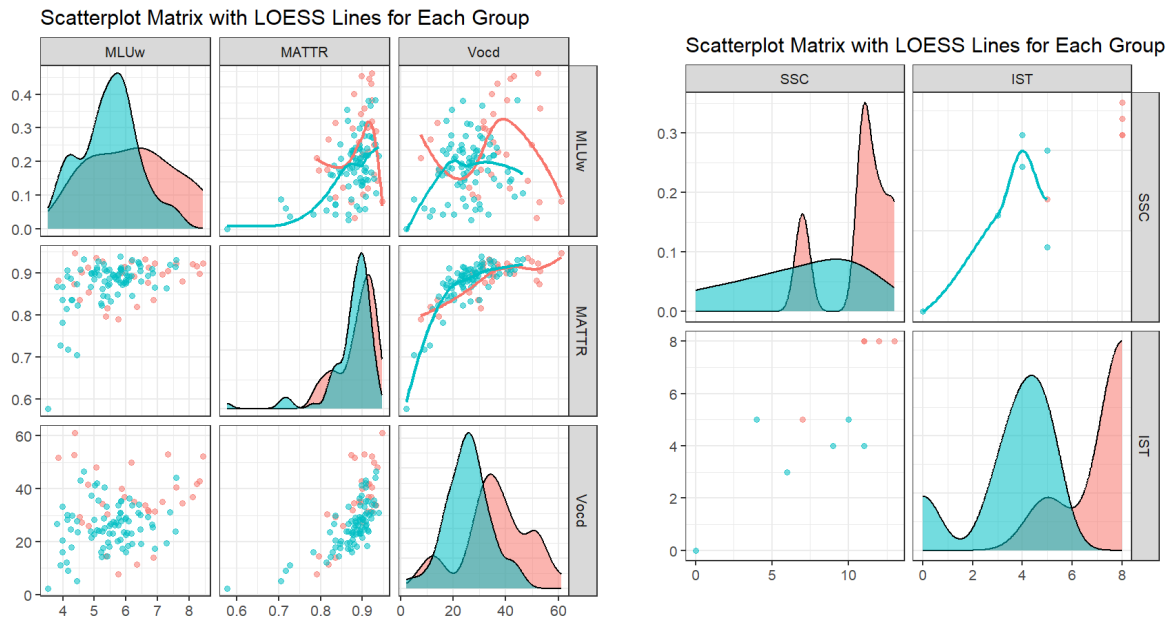 Scatterplot Matrix with LOESS Lines for Each Group
MLUw MATTR Vocd
0.4
0.3
0.2
0.1
0.0
MLUw
0.9
0.8
0.7
0.6
MATTR
60
40
20
0
Vocd
4 5 6 7 8 0.6 0.7 0.8 0.9 0 20 40 60
Scatterplot Matrix with LOESS Lines for Each Group
SSC IST
0.3
0.2
0.1
0.0
SSC
8
6
4
2
0
IST
0 5 10 0 2 4 6 8